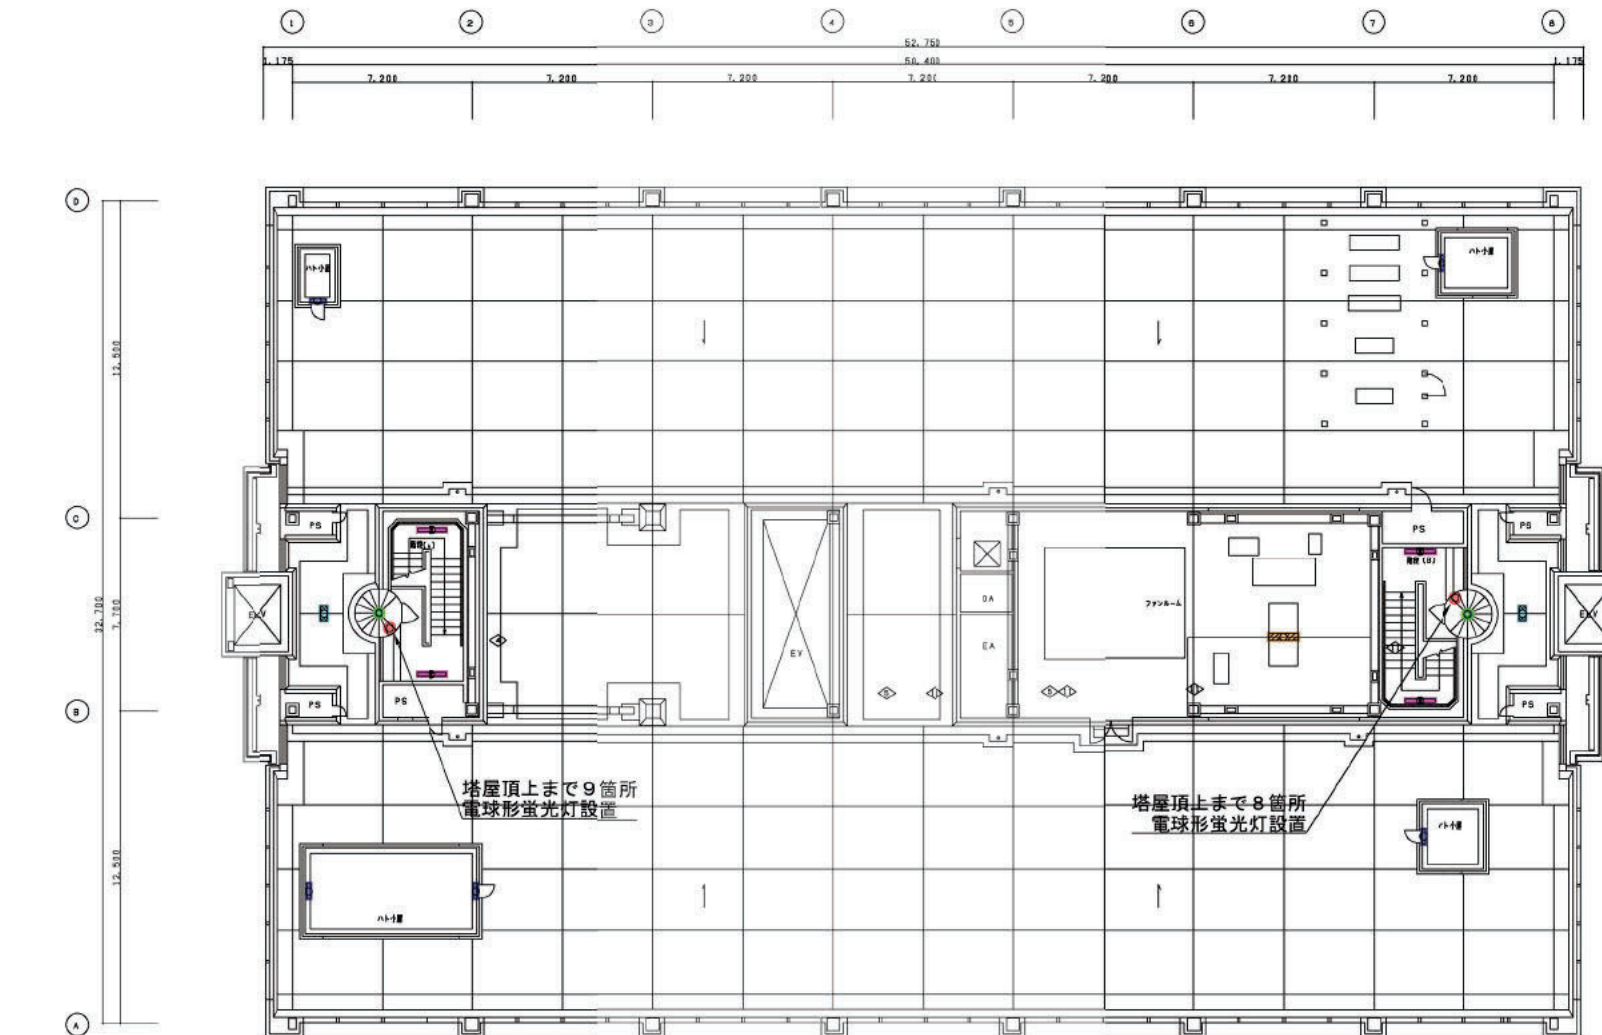 1 2 3 4 5 6 7 8
52,750
1,175 50,400 1,175
7,200 7,200 7,200 7,200 7,200 7,200 7,200
D
ハト小屋
ハト小屋
12,500
C
PS
階段(A)
PS
階段(B)
PS
OA
ファンルーム
32,700
7,700
EV
EV
EA
EV
B
PS
PS
PS
塔屋頂上まで9箇所
電球形蛍光灯設置
塔屋頂上まで8箇所
電球形蛍光灯設置
ハト小屋
12,500
ハト小屋
A